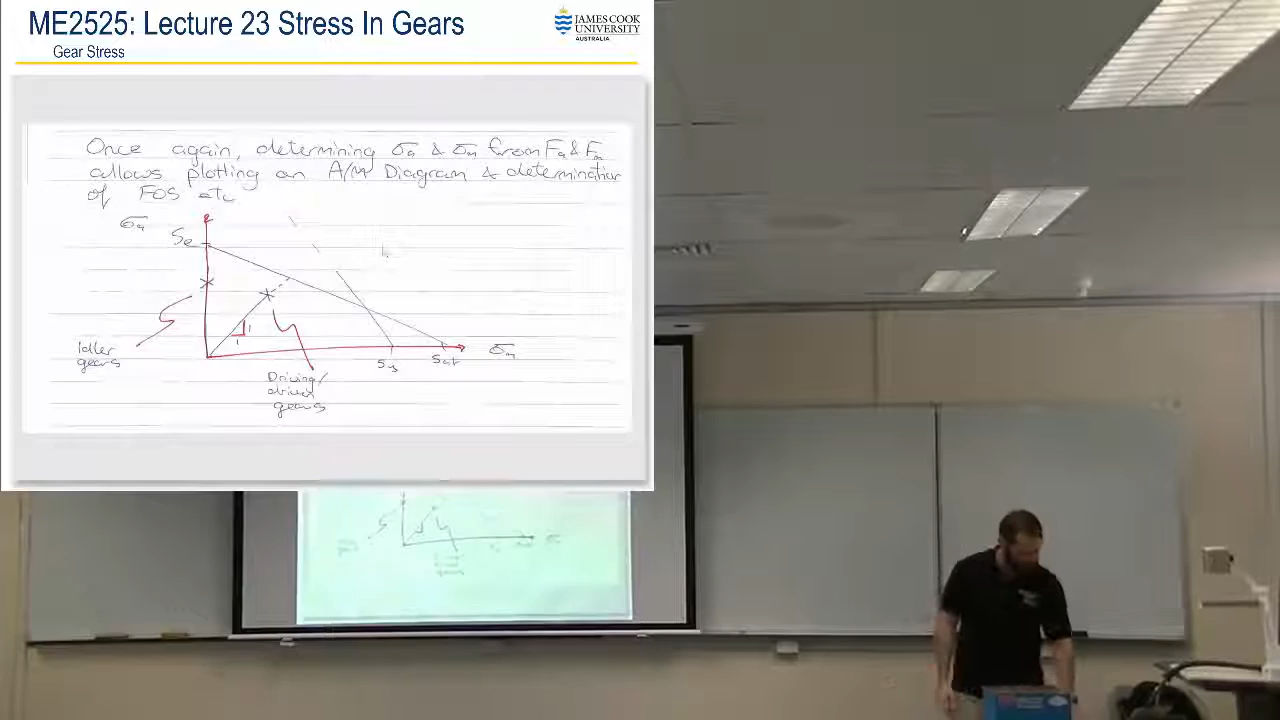 ME2525: Lecture 23 Stress In Gears
Gear Stress
JAMES COOK
UNIVERSITY
AUSTRALIA
Once again, determining σa & σm from Fa & Fm
allows plotting an A/M Diagram & determination
of FOS etc
σa
Se
1
1
Idler
gears
Sy
Sut
σm
Driving/
driven
gears